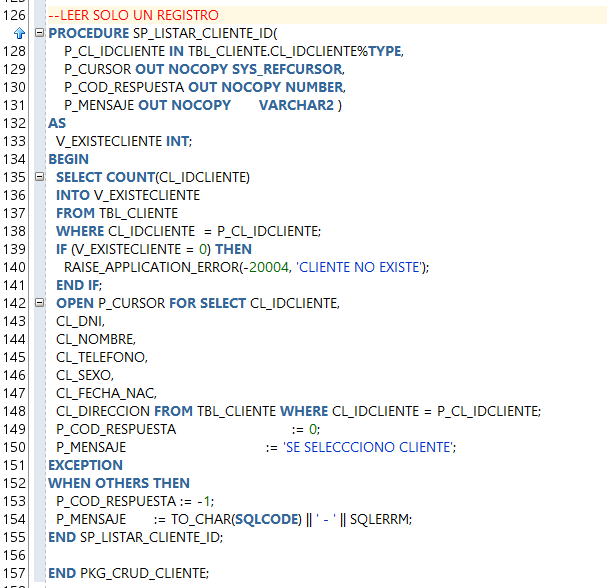 126 --LEER SOLO UN REGISTRO
PROCEDURE SP_LISTAR_CLIENTE_ID(
128 P_CL_IDCLIENTE IN TBL_CLIENTE.CL_IDCLIENTE%TYPE,
129 P_CURSOR OUT NOCOPY SYS_REFCURSOR,
130 P_COD_RESPUESTA OUT NOCOPY NUMBER,
131 P_MENSAJE OUT NOCOPY VARCHAR2 )
132 AS
133 V_EXISTECLIENTE INT;
134 BEGIN
135 SELECT COUNT(CL_IDCLIENTE)
136 INTO V_EXISTECLIENTE
137 FROM TBL_CLIENTE
138 WHERE CL_IDCLIENTE = P_CL_IDCLIENTE;
139 IF (V_EXISTECLIENTE = 0) THEN
140 RAISE_APPLICATION_ERROR(-20004, 'CLIENTE NO EXISTE');
141 END IF;
142 OPEN P_CURSOR FOR SELECT CL_IDCLIENTE,
143 CL_DNI,
144 CL_NOMBRE,
145 CL_TELEFONO,
146 CL_SEXO,
147 CL_FECHA_NAC,
148 CL_DIRECCION FROM TBL_CLIENTE WHERE CL_IDCLIENTE = P_CL_IDCLIENTE;
149 P_COD_RESPUESTA := 0;
150 P_MENSAJE := 'SE SELECCCIONO CLIENTE';
151 EXCEPTION
152 WHEN OTHERS THEN
153 P_COD_RESPUESTA := -1;
154 P_MENSAJE := TO_CHAR(SQLCODE) || ' - ' || SQLERRM;
155 END SP_LISTAR_CLIENTE_ID;
156
157 END PKG_CRUD_CLIENTE;